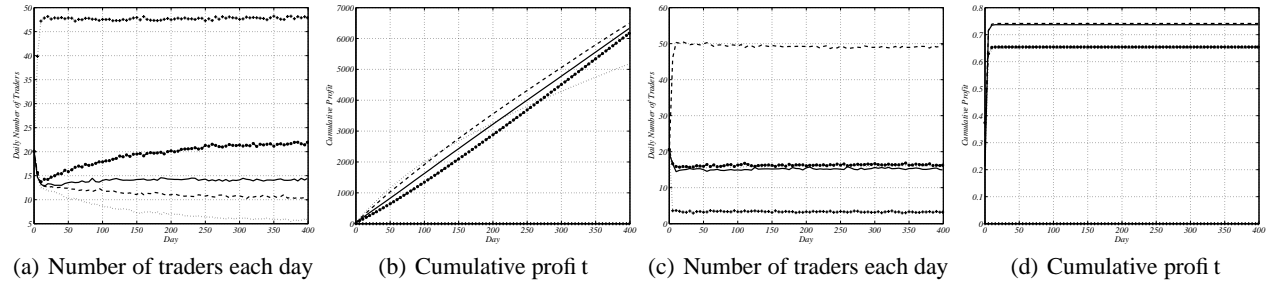 50
45
40
35
30
25
20
15
10
5
0 50 100 150 200 250 300 350 400
Daily Number of Traders
Day
(a) Number of traders each day
7000
6000
5000
4000
3000
2000
1000
0
0 50 100 150 200 250 300 350 400
Cumulative Profit
Day
(b) Cumulative profi t
60
50
40
30
20
10
0
0 50 100 150 200 250 300 350 400
Daily Number of Traders
Day
(c) Number of traders each day
0.8
0.7
0.6
0.5
0.4
0.3
0.2
0.1
0
0 50 100 150 200 250 300 350 400
Cumulative Profit
Day
(d) Cumulative profi t